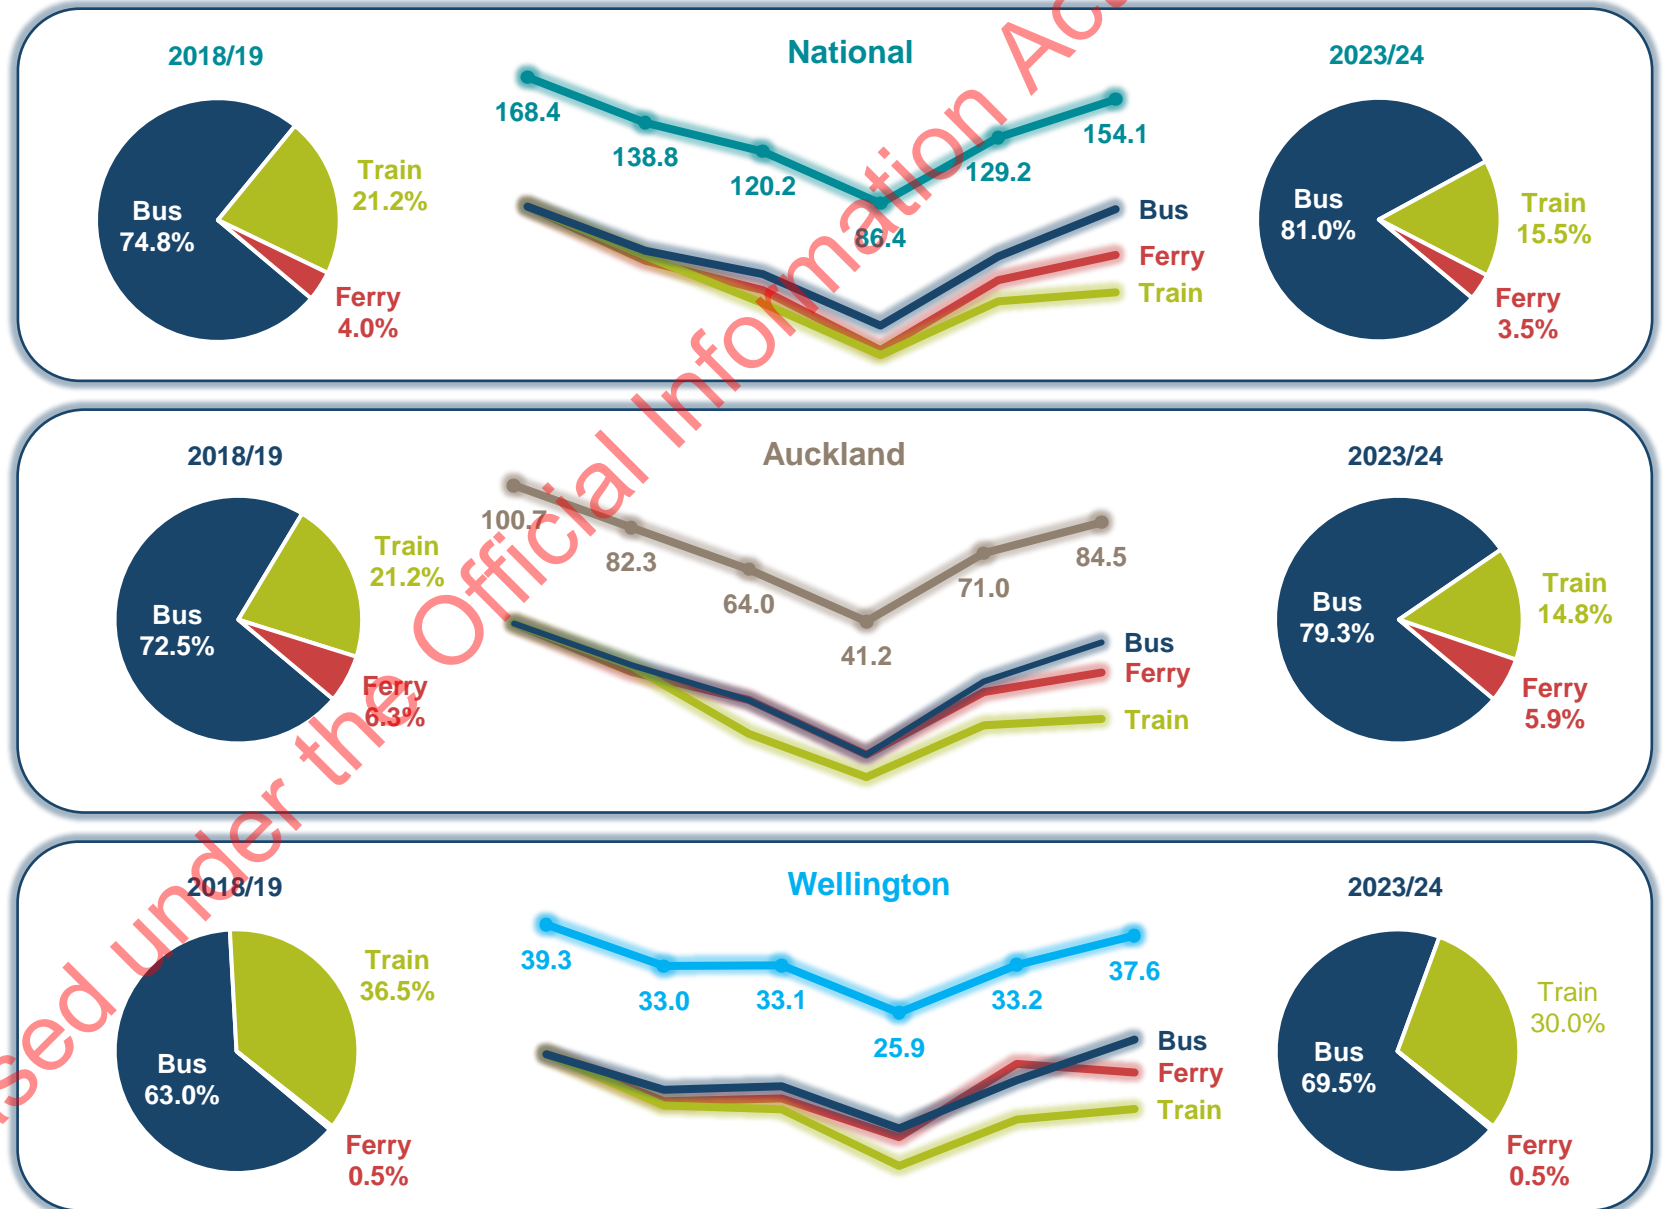 National
2018/19
2023/24
Bus
74.8%
Train
21.2%
Ferry
4.0%
168.4
138.8
120.2
86.4
129.2
154.1
Bus
Ferry
Train
Bus
81.0%
Train
15.5%
Ferry
3.5%
Auckland
2018/19
2023/24
Bus
72.5%
Train
21.2%
Ferry
6.3%
100.7
82.3
64.0
41.2
71.0
84.5
Bus
Ferry
Train
Bus
79.3%
Train
14.8%
Ferry
5.9%
Wellington
2018/19
2023/24
Bus
63.0%
Train
36.5%
Ferry
0.5%
39.3
33.0
33.1
25.9
33.2
37.6
Bus
Ferry
Train
Bus
69.5%
Train
30.0%
Ferry
0.5%
under the Official Information Act